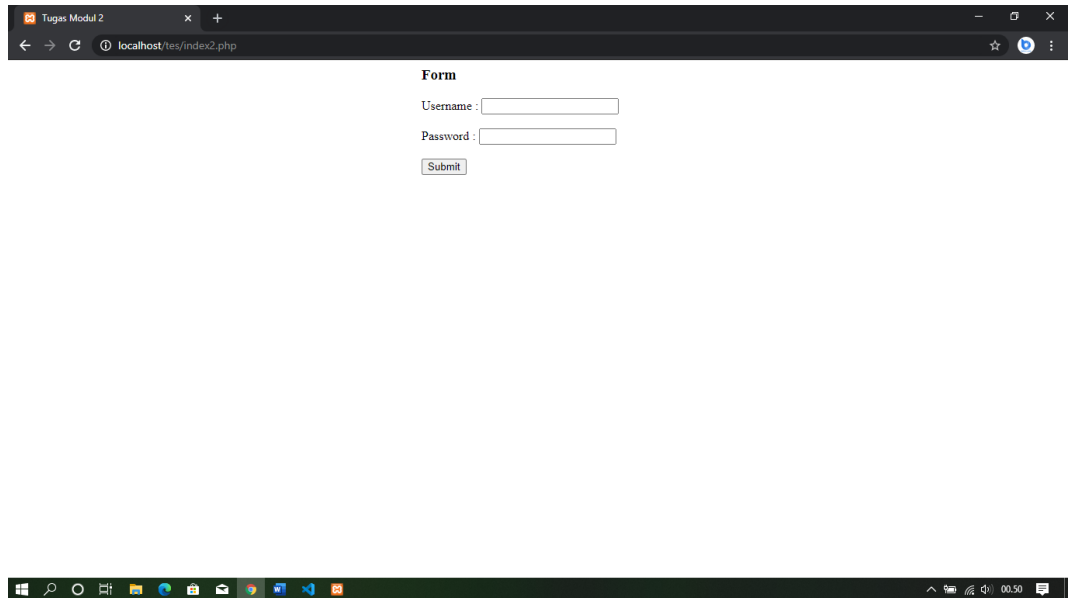 Tugas Modul 2
localhost/tes/index2.php
Form
Username :
Password :
Submit
00.50